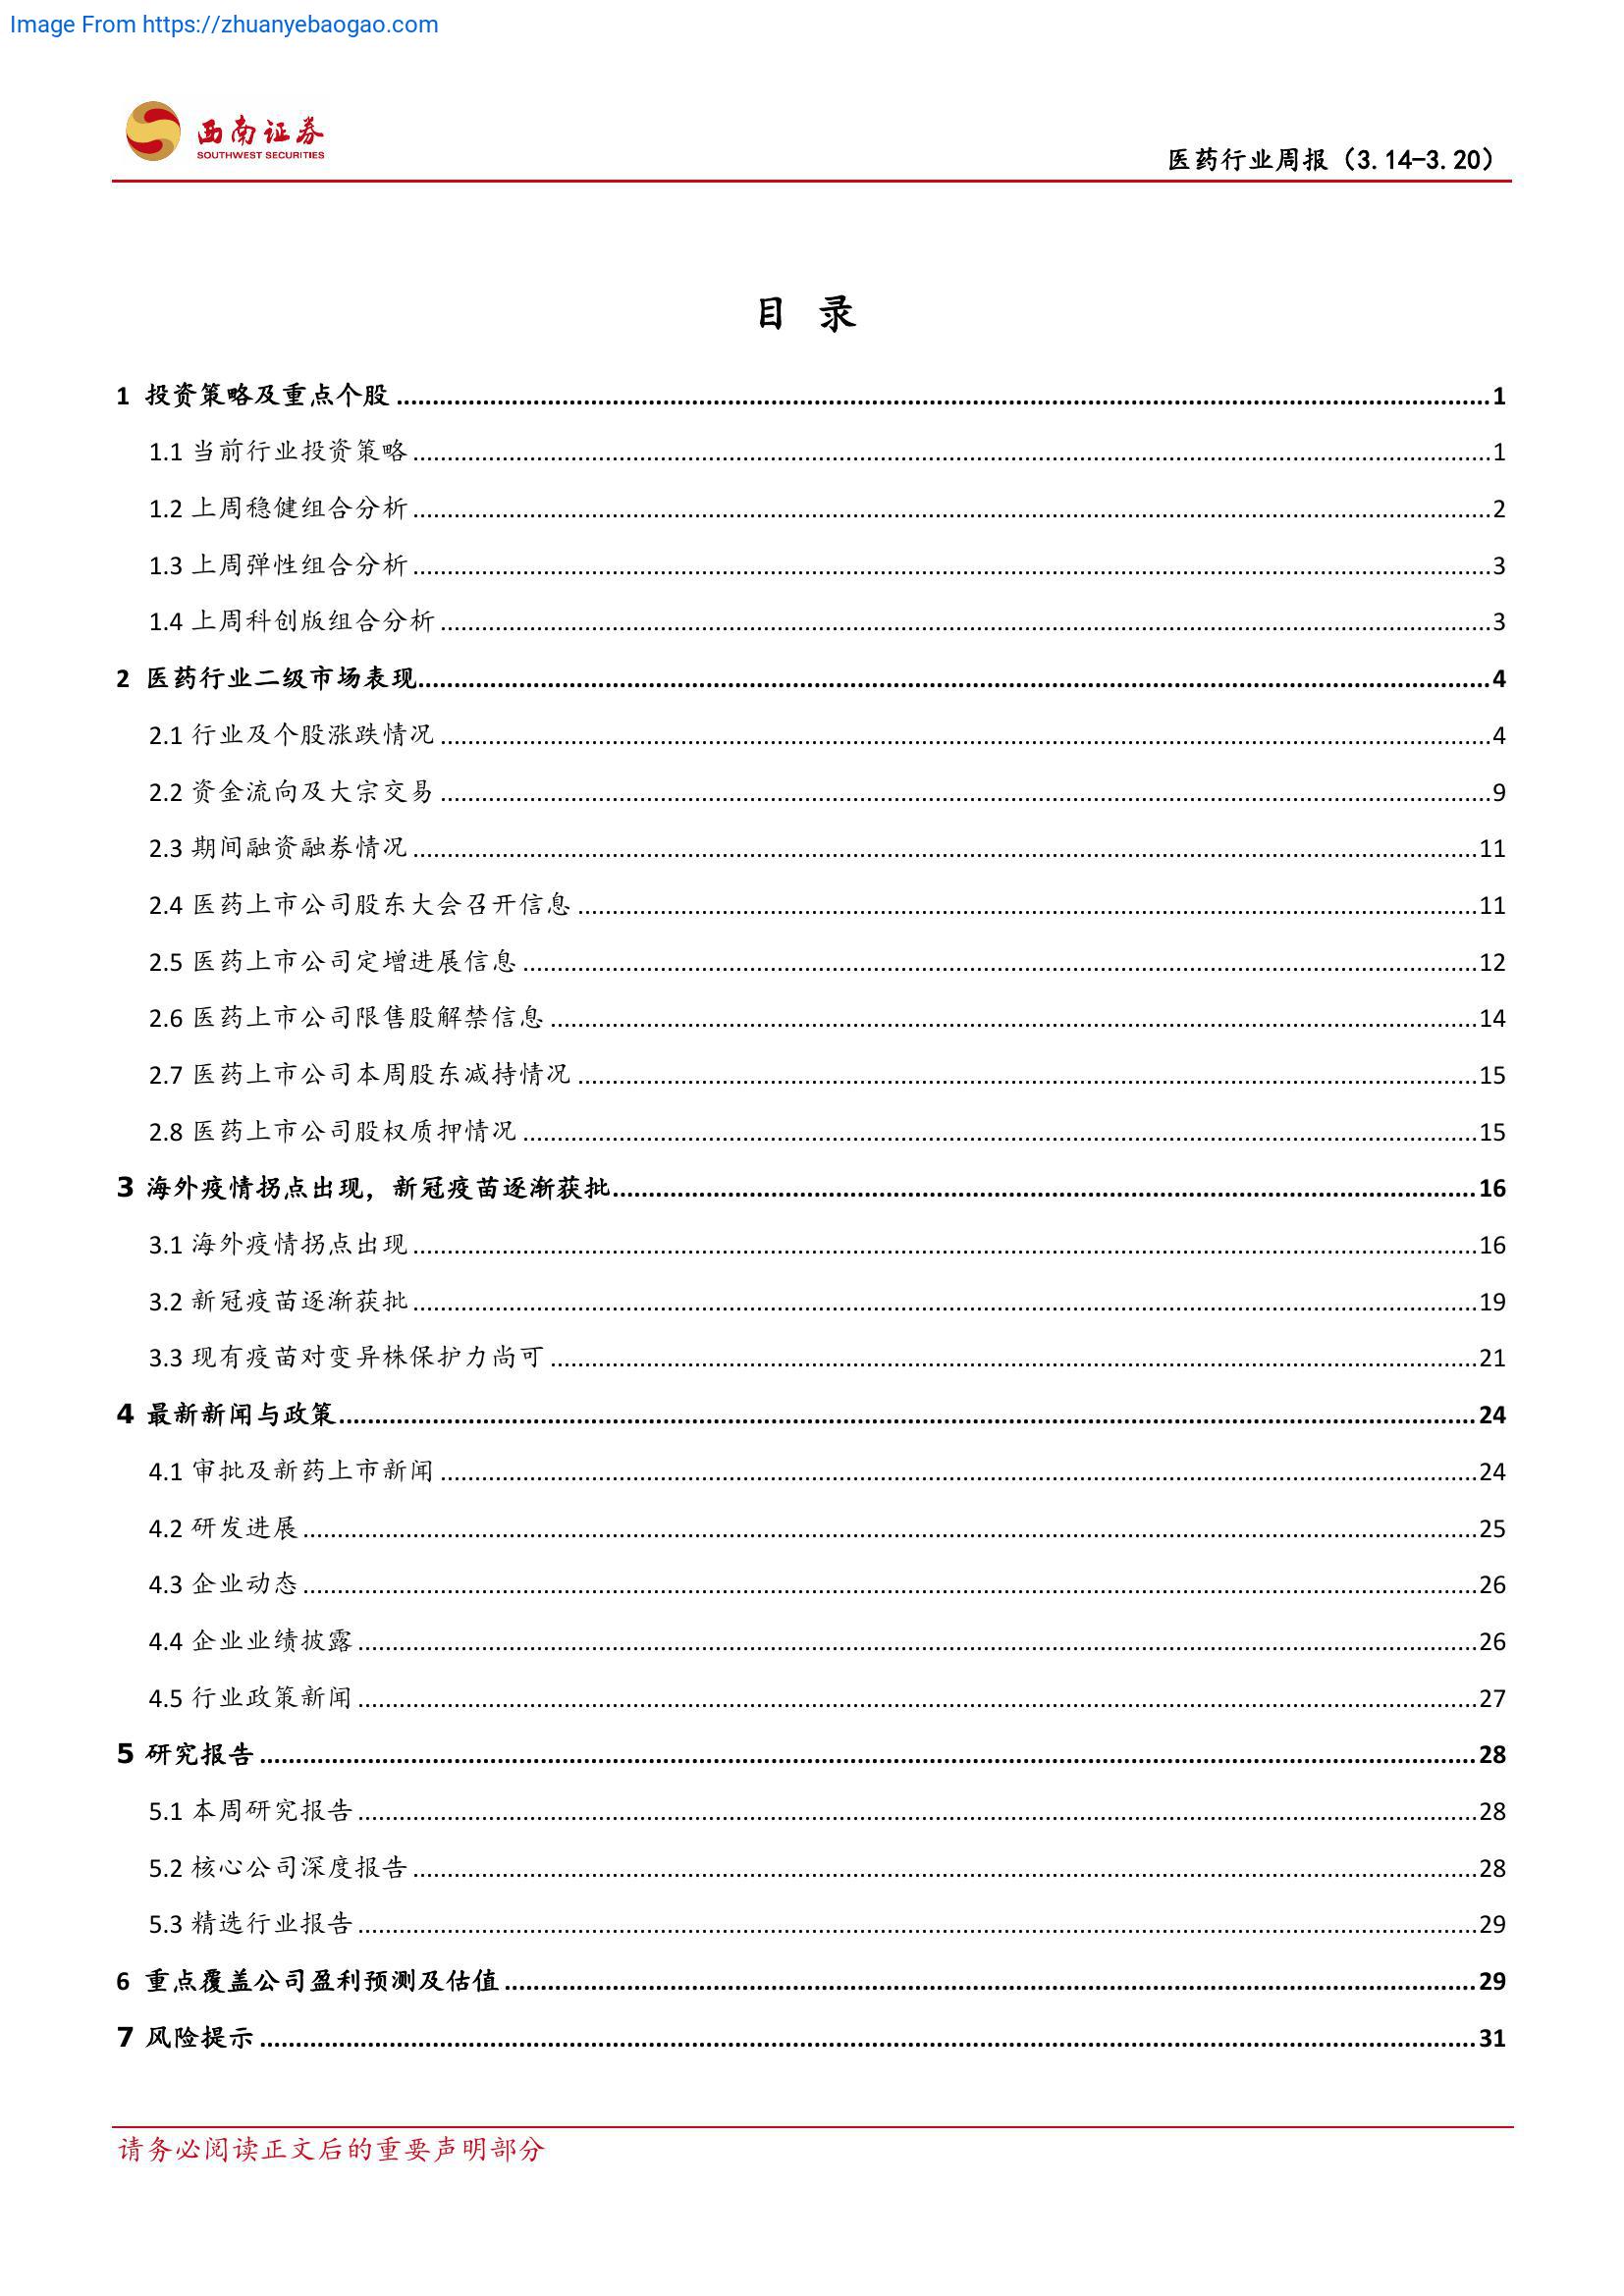 Image From https://zhuanyebaogao.com
西南证券
SOUTHWEST SECURITIES
医药行业周报（3.14-3.20）
目 录
1 投资策略及重点个股 1
1.1 当前行业投资策略 1
1.2 上周稳健组合分析 2
1.3 上周弹性组合分析 3
1.4 上周科创版组合分析 3
2 医药行业二级市场表现 4
2.1 行业及个股涨跌情况 4
2.2 资金流向及大宗交易 9
2.3 期间融资融券情况 11
2.4 医药上市公司股东大会召开信息 11
2.5 医药上市公司定增进展信息 12
2.6 医药上市公司限售股解禁信息 14
2.7 医药上市公司本周股东减持情况 15
2.8 医药上市公司股权质押情况 15
3 海外疫情拐点出现，新冠疫苗逐渐获批 16
3.1 海外疫情拐点出现 16
3.2 新冠疫苗逐渐获批 19
3.3 现有疫苗对变异株保护力尚可 21
4 最新新闻与政策 24
4.1 审批及新药上市新闻 24
4.2 研发进展 25
4.3 企业动态 26
4.4 企业业绩披露 26
4.5 行业政策新闻 27
5 研究报告 28
5.1 本周研究报告 28
5.2 核心公司深度报告 28
5.3 精选行业报告 29
6 重点覆盖公司盈利预测及估值 29
7 风险提示 31
请务必阅读正文后的重要声明部分